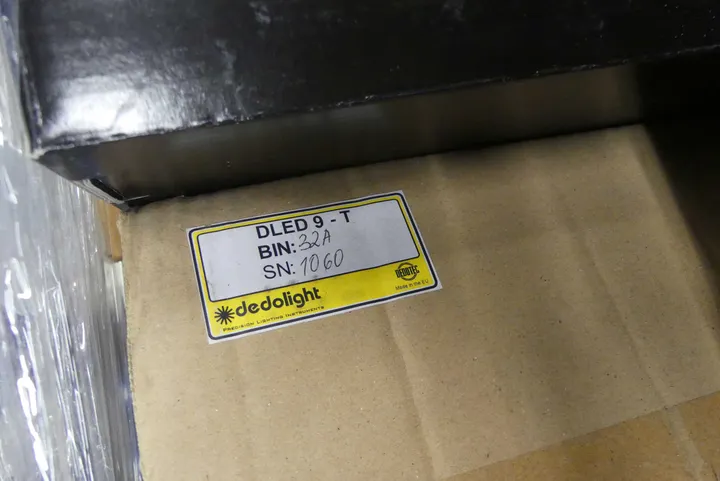 DLED 9 - T
BIN: 32A
SN: 1060
dedolight
PRECISION LIGHTING INSTRUMENTS
DEDOTEC
Made in the EU